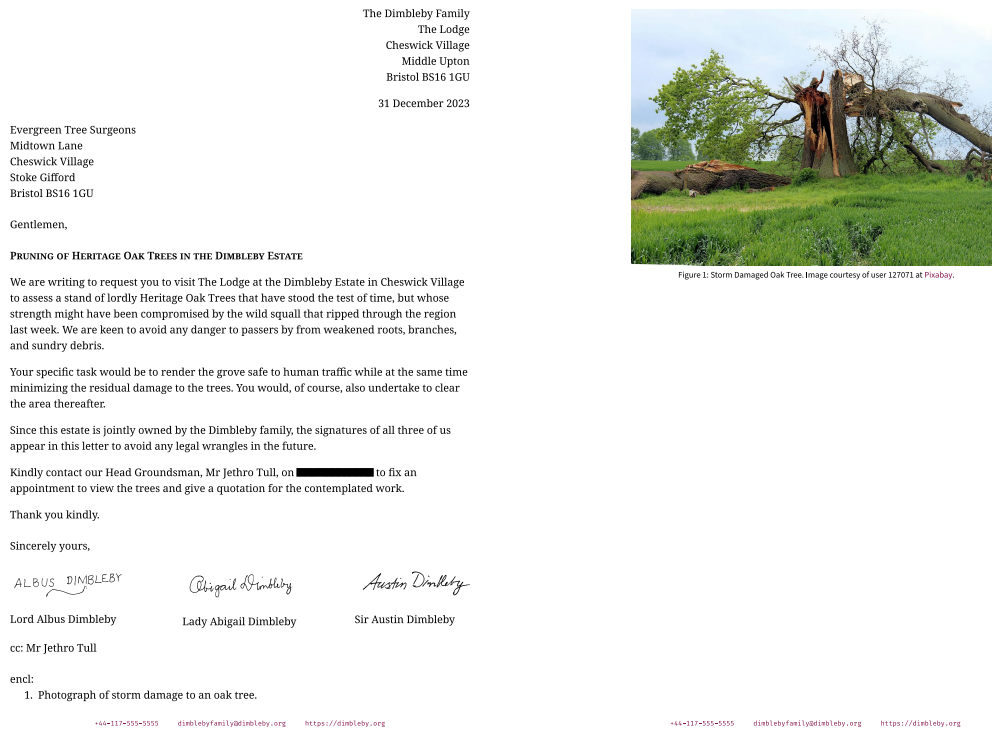 The Dimbleby Family
The Lodge
Cheswick Village
Middle Upton
Bristol BS16 1GU
31 December 2023
Evergreen Tree Surgeons
Midtown Lane
Cheswick Village
Stoke Gifford
Bristol BS16 1GU
Gentlemen,
Pruning of Heritage Oak Trees in the Dimbleby Estate
We are writing to request you to visit The Lodge at the Dimbleby Estate in Cheswick Village
to assess a stand of lordly Heritage Oak Trees that have stood the test of time, but whose
strength might have been compromised by the wild squall that ripped through the region
last week. We are keen to avoid any danger to passers by from weakened roots, branches,
and sundry debris.
Your specific task would be to render the grove safe to human traffic while at the same time
minimizing the residual damage to the trees. You would, of course, also undertake to clear
the area thereafter.
Since this estate is jointly owned by the Dimbleby family, the signatures of all three of us
appear in this letter to avoid any legal wrangles in the future.
Kindly contact our Head Groundsman, Mr Jethro Tull, on to fix an
appointment to view the trees and give a quotation for the contemplated work.
Thank you kindly.
Sincerely yours,
ALBUS DIMBLEBY Abigail Dimbleby Austin Dimbleby
Lord Albus Dimbleby Lady Abigail Dimbleby Sir Austin Dimbleby
cc: Mr Jethro Tull
encl:
1. Photograph of storm damage to an oak tree.
+44-117-555-5555 dimblebyfamily@dimbleby.org https://dimbleby.org
Figure 1: Storm Damaged Oak Tree. Image courtesy of user 127071 at Pixabay.
+44-117-555-5555 dimblebyfamily@dimbleby.org https://dimbleby.org